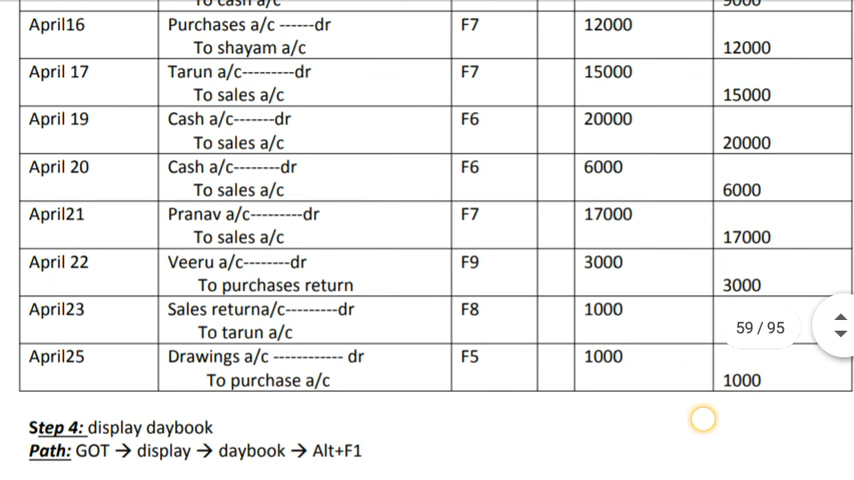 To cash a/c
9000
April16 Purchases a/c ------dr F7 12000
To shayam a/c 12000
April 17 Tarun a/c---------dr F7 15000
To sales a/c 15000
April 19 Cash a/c-------dr F6 20000
To sales a/c 20000
April 20 Cash a/c--------dr F6 6000
To sales a/c 6000
April21 Pranav a/c---------dr F7 17000
To sales a/c 17000
April 22 Veeru a/c--------dr F9 3000
To purchases return 3000
April23 Sales returna/c---------dr F8 1000
To tarun a/c
59 / 95
April25 Drawings a/c ------------ dr F5 1000
To purchase a/c 1000
Step 4: display daybook
Path: GOT → display → daybook → Alt+F1